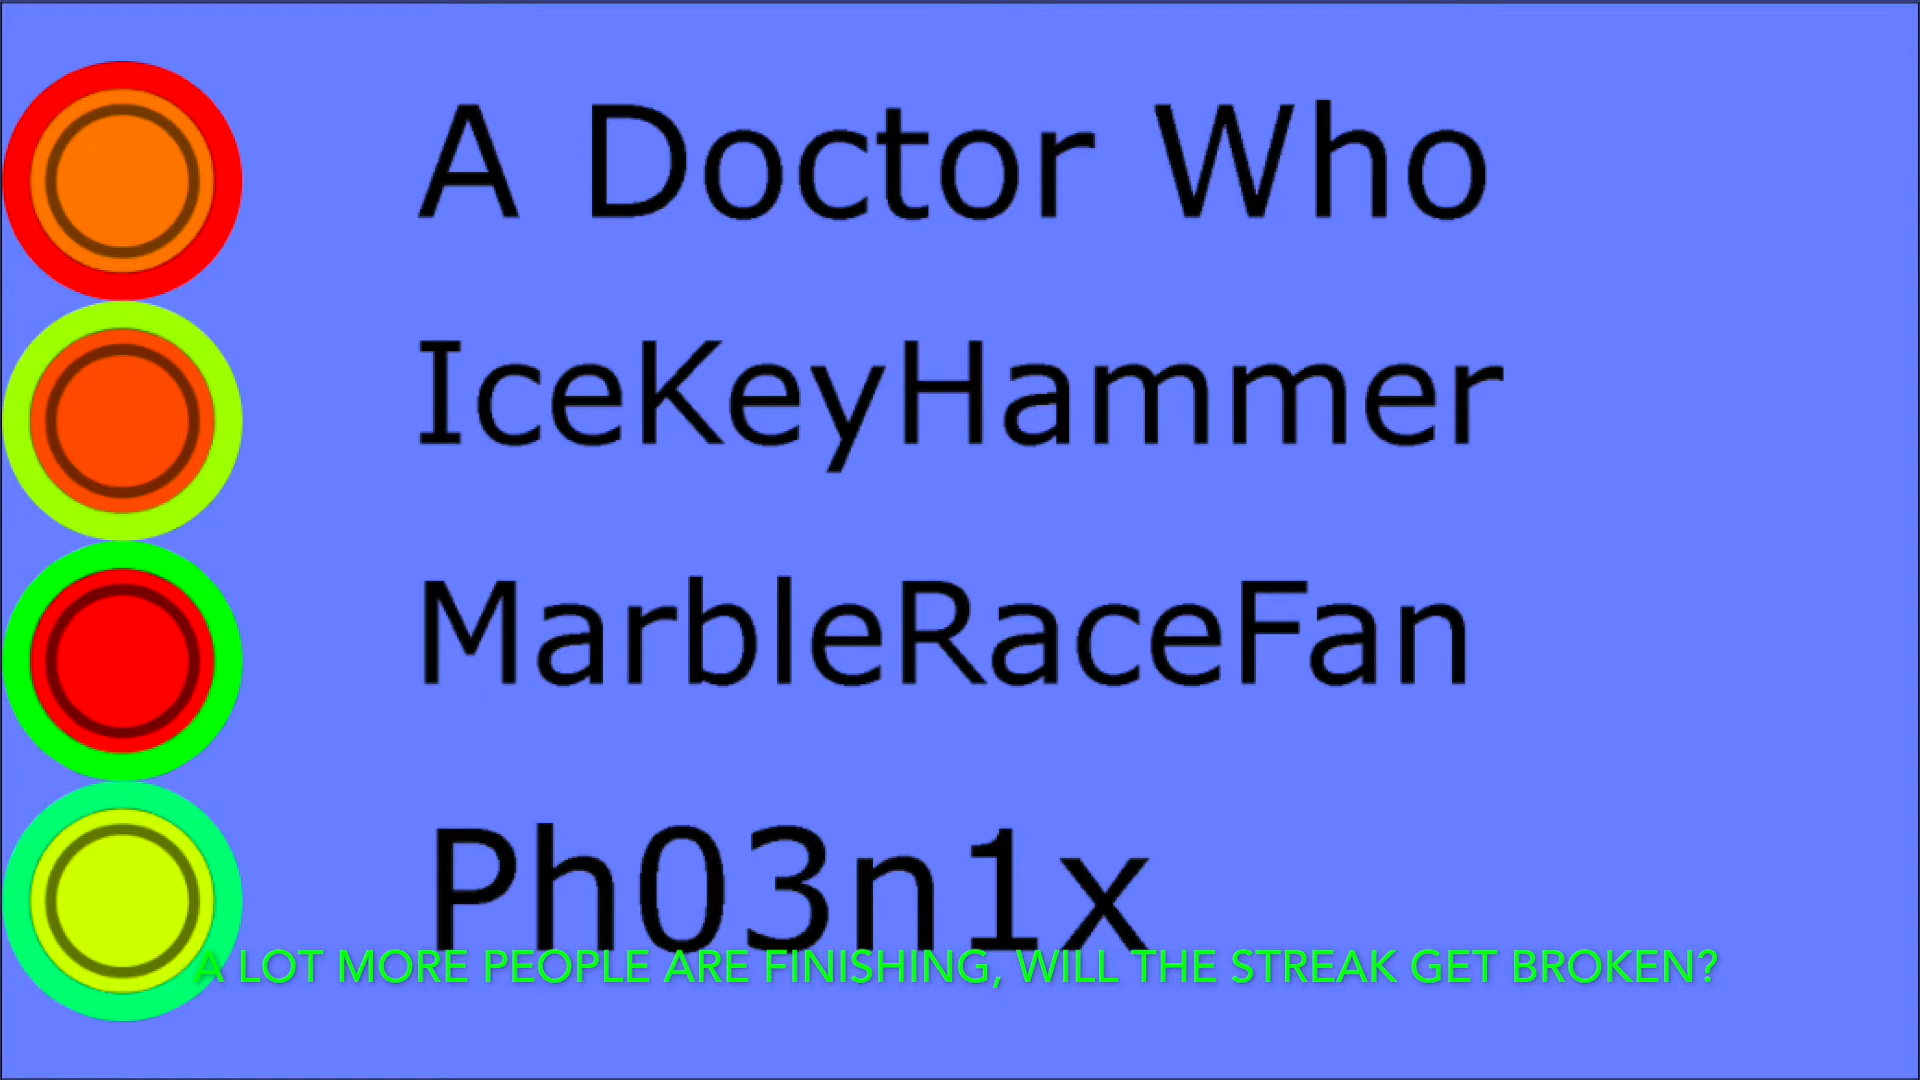 A Doctor Who
IceKeyHammer
MarbleRaceFan
Ph03n1x
A LOT MORE PEOPLE ARE FINISHING, WILL THE STREAK GET BROKEN?